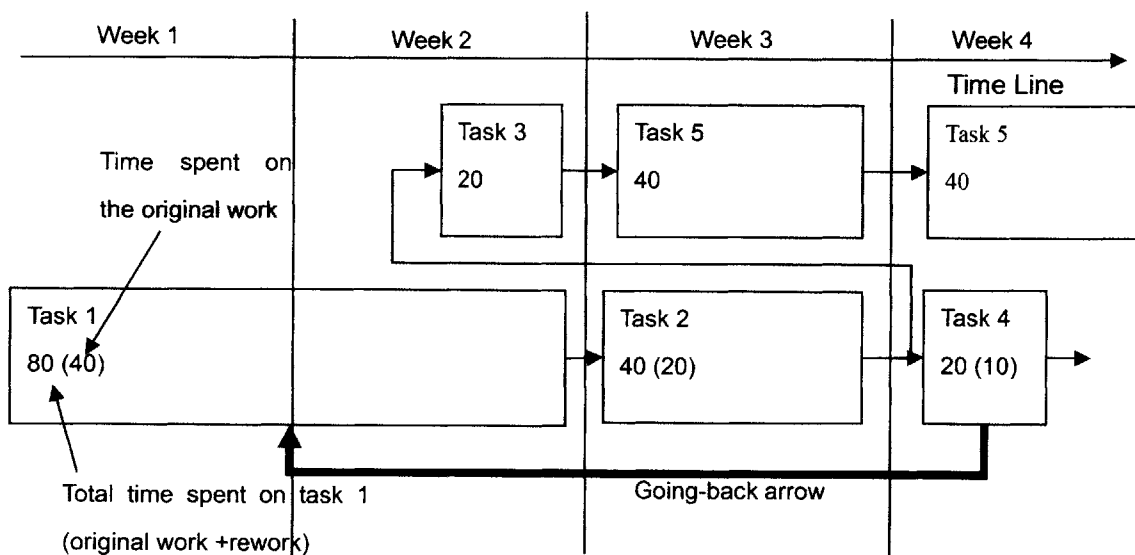 Week 1
Week 2
Week 3
Week 4
Time Line
Task 3
20
Task 5
40
Task 5
40
Time spent on
the original work
Task 1
80 (40)
Task 2
40 (20)
Task 4
20 (10)
Total time spent on task 1
(original work +rework)
Going-back arrow